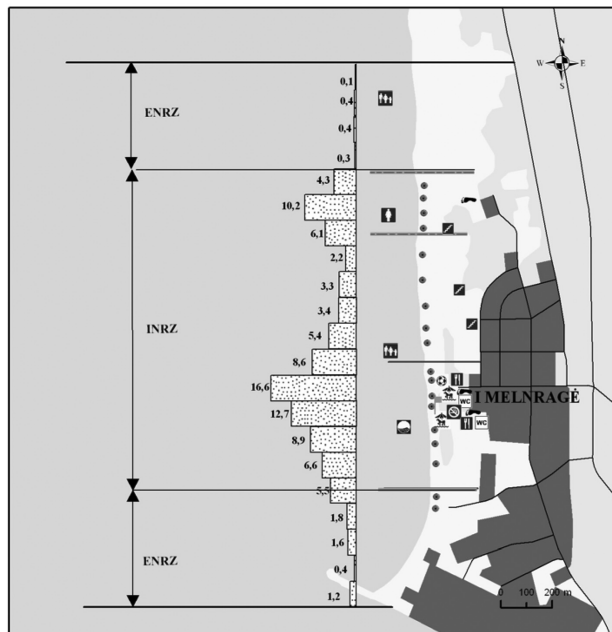 N
W
E
S
0,1
0,4
ENRZ
0,4
0,3
4,3
10,2
6,1
2,2
3,3
INRZ
3,4
5,4
8,6
16,6
I MELNRAGĖ
WC
12,7
WC
8,9
6,6
5,5
1,8
1,6
ENRZ
0,4
1,2
0 100 200 m